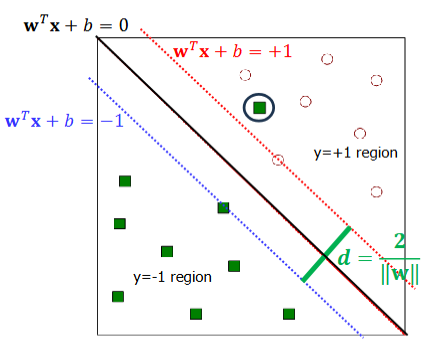 𝐰ᵀ𝐱 + b = 0
𝐰ᵀ𝐱 + b = +1
𝐰ᵀ𝐱 + b = −1
y=+1 region
d = 2 / ‖𝐰‖
y=-1 region